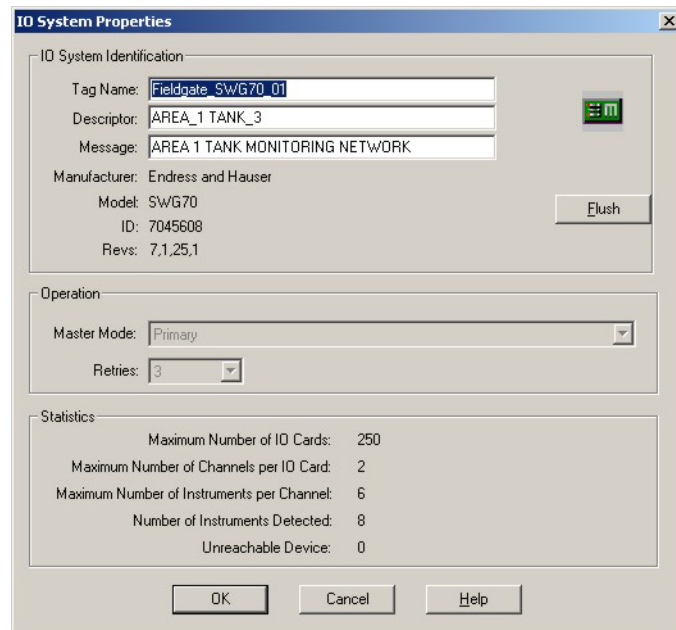 IO System Properties
IO System Identification
Tag Name: Fieldgate_SWG70_01
Descriptor: AREA_1 TANK_3
Message: AREA 1 TANK MONITORING NETWORK
Manufacturer: Endress and Hauser
Model: SWG70
Flush
ID: 7045608
Revs: 7,1,25,1
Operation
Master Mode: Primary
Retries: 3
Statistics
Maximum Number of IO Cards: 250
Maximum Number of Channels per IO Card: 2
Maximum Number of Instruments per Channel: 6
Number of Instruments Detected: 8
Unreachable Device: 0
OK Cancel Help